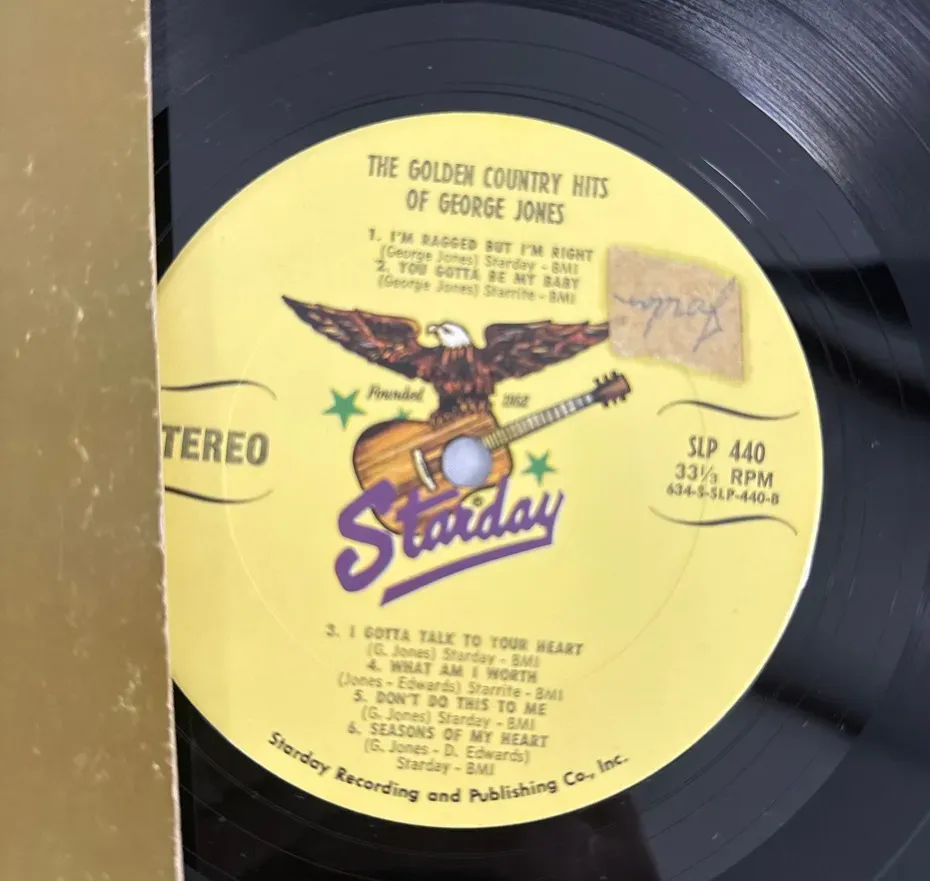 THE GOLDEN COUNTRY HITS
OF GEORGE JONES
1. I'M RAGGED BUT I'M RIGHT
(George Jones) Starday - BMI
2. YOU GOTTA BE MY BABY
(George Jones) Starrite - BMI
Founded 1952
TEREO
SLP 440
33⅓ RPM
634-S-SLP-440-B
Starday
3. I GOTTA TALK TO YOUR HEART
(G. Jones) Starday - BMI
4. WHAT AM I WORTH
(Jones - Edwards) Starrite - BMI
5. DON'T DO THIS TO ME
(G. Jones) Starday - BMI
6. SEASONS OF MY HEART
(G. Jones - D. Edwards)
Starday - BMI
Starday Recording and Publishing Co., Inc.